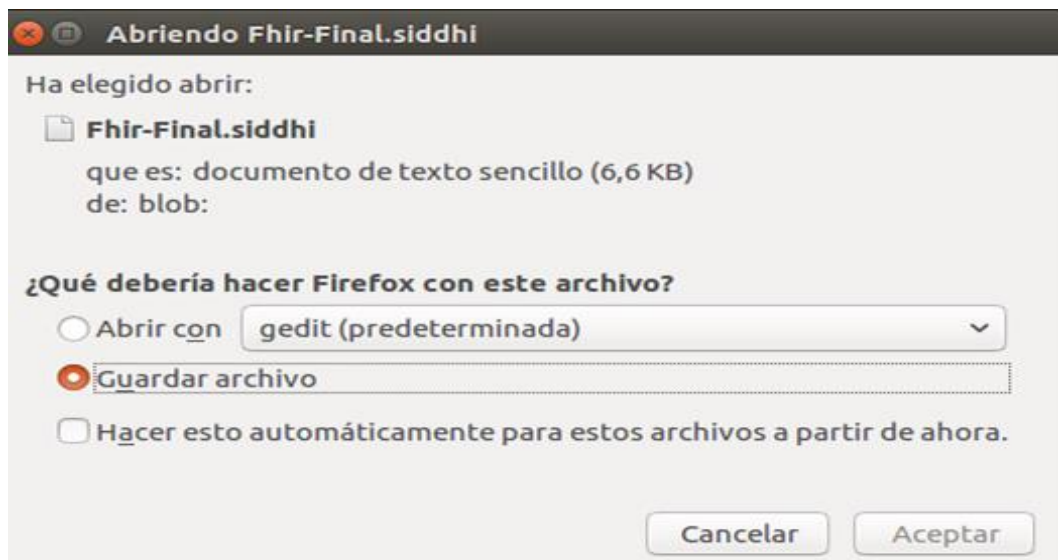 Abriendo Fhir-Final.siddhi
Ha elegido abrir:
Fhir-Final.siddhi
que es: documento de texto sencillo (6,6 KB)
de: blob:
¿Qué debería hacer Firefox con este archivo?
Abrir con gedit (predeterminada)
Guardar archivo
Hacer esto automáticamente para estos archivos a partir de ahora.
Cancelar Aceptar